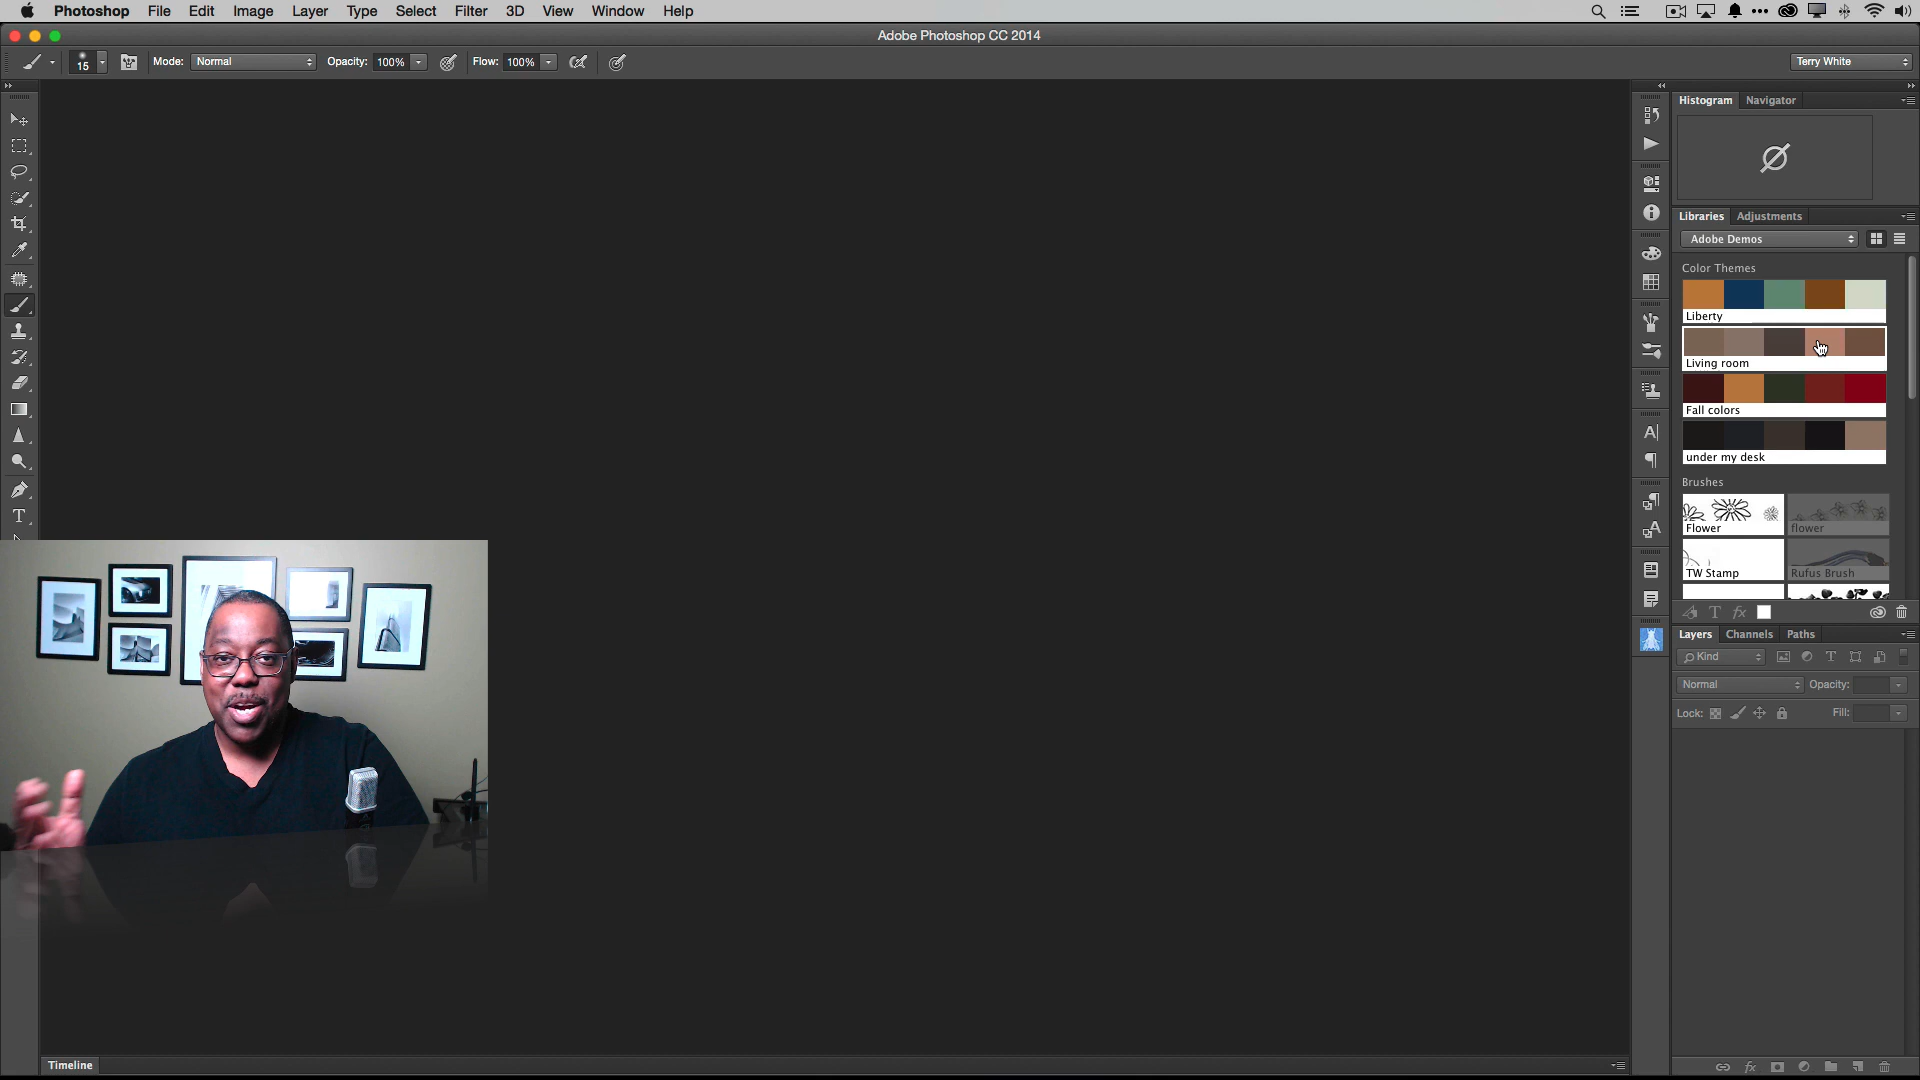 Photoshop File Edit Image Layer Type Select Filter 3D View Window Help
Adobe Photoshop CC 2014
15 Mode: Normal Opacity: 100% Flow: 100% Terry White
Histogram Navigator
Libraries Adjustments
Adobe Demos
Color Themes
Liberty
Living room
Fall colors
under my desk
Brushes
Flower flower
TW Stamp Rufus Brush
Layers Channels Paths
Kind
Normal Opacity:
Lock: Fill:
Timeline